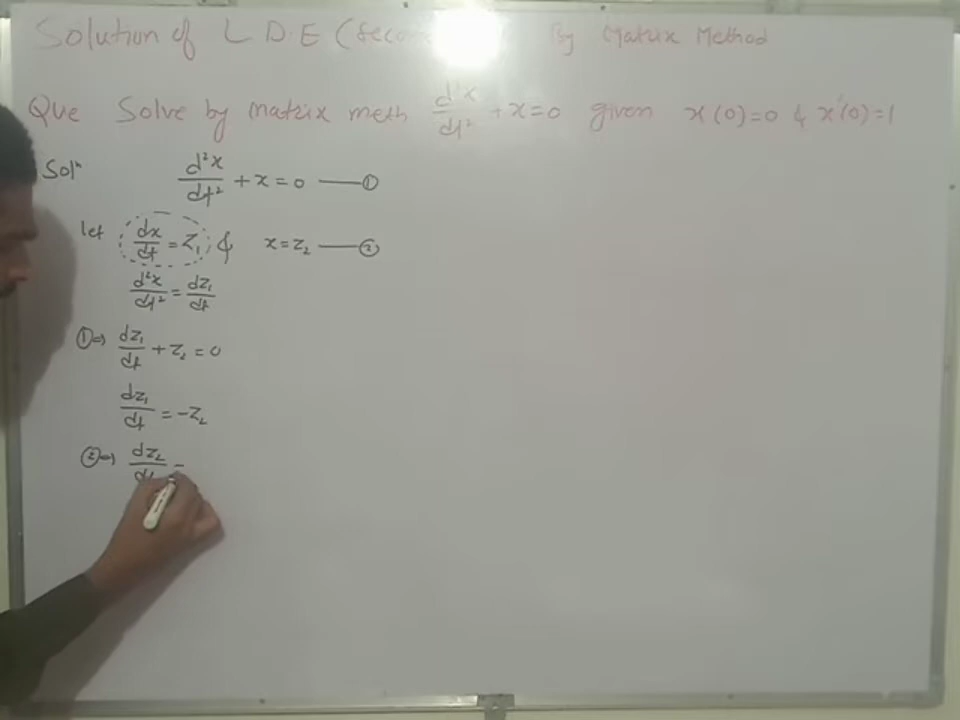 Solution of L D.E (Seco By Matrix Method
Que Solve by matrix meth d²x/dt² + x = 0 given x(0)=0 & x'(0)=1
Solⁿ d²x/dt² + x = 0 — ①
let dx/dt = Z₁ & x = Z₂ — ②
d²x/dt² = dZ₁/dt
① ⇒ dZ₁/dt + Z₂ = 0
dZ₁/dt = -Z₂
② ⇒ dZ₂/dt =